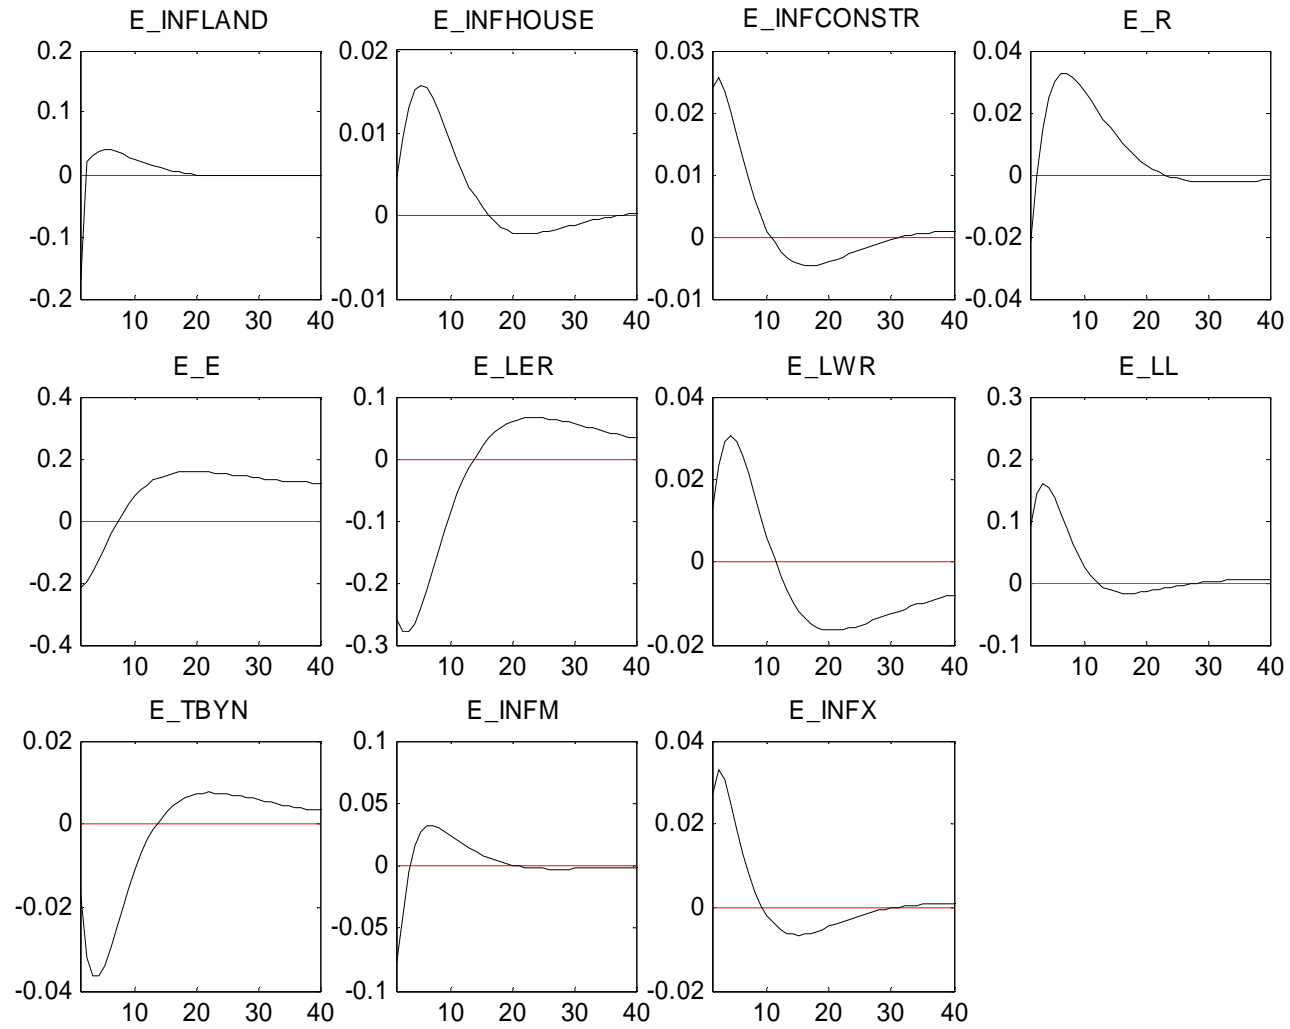 E_INFLAND E_INFHOUSE E_INFCONSTR E_R
0.2 0.02 0.03 0.04
0.1 0.01 0.02 0.02
0 0 0.01 0
-0.1 0 -0.02
-0.2 -0.01 -0.01 -0.04
10 20 30 40 10 20 30 40 10 20 30 40 10 20 30 40
E_E E_LER E_LWR E_LL
0.4 0.1 0.04 0.3
0.2 0 0.02 0.2
0 -0.1 0 0.1
-0.2 -0.2 0
-0.4 -0.3 -0.02 -0.1
10 20 30 40 10 20 30 40 10 20 30 40 10 20 30 40
E_TBYN E_INFM E_INFX
0.02 0.1 0.04
0 0.05 0.02
-0.02 0 0
-0.05
-0.04 -0.1 -0.02
10 20 30 40 10 20 30 40 10 20 30 40